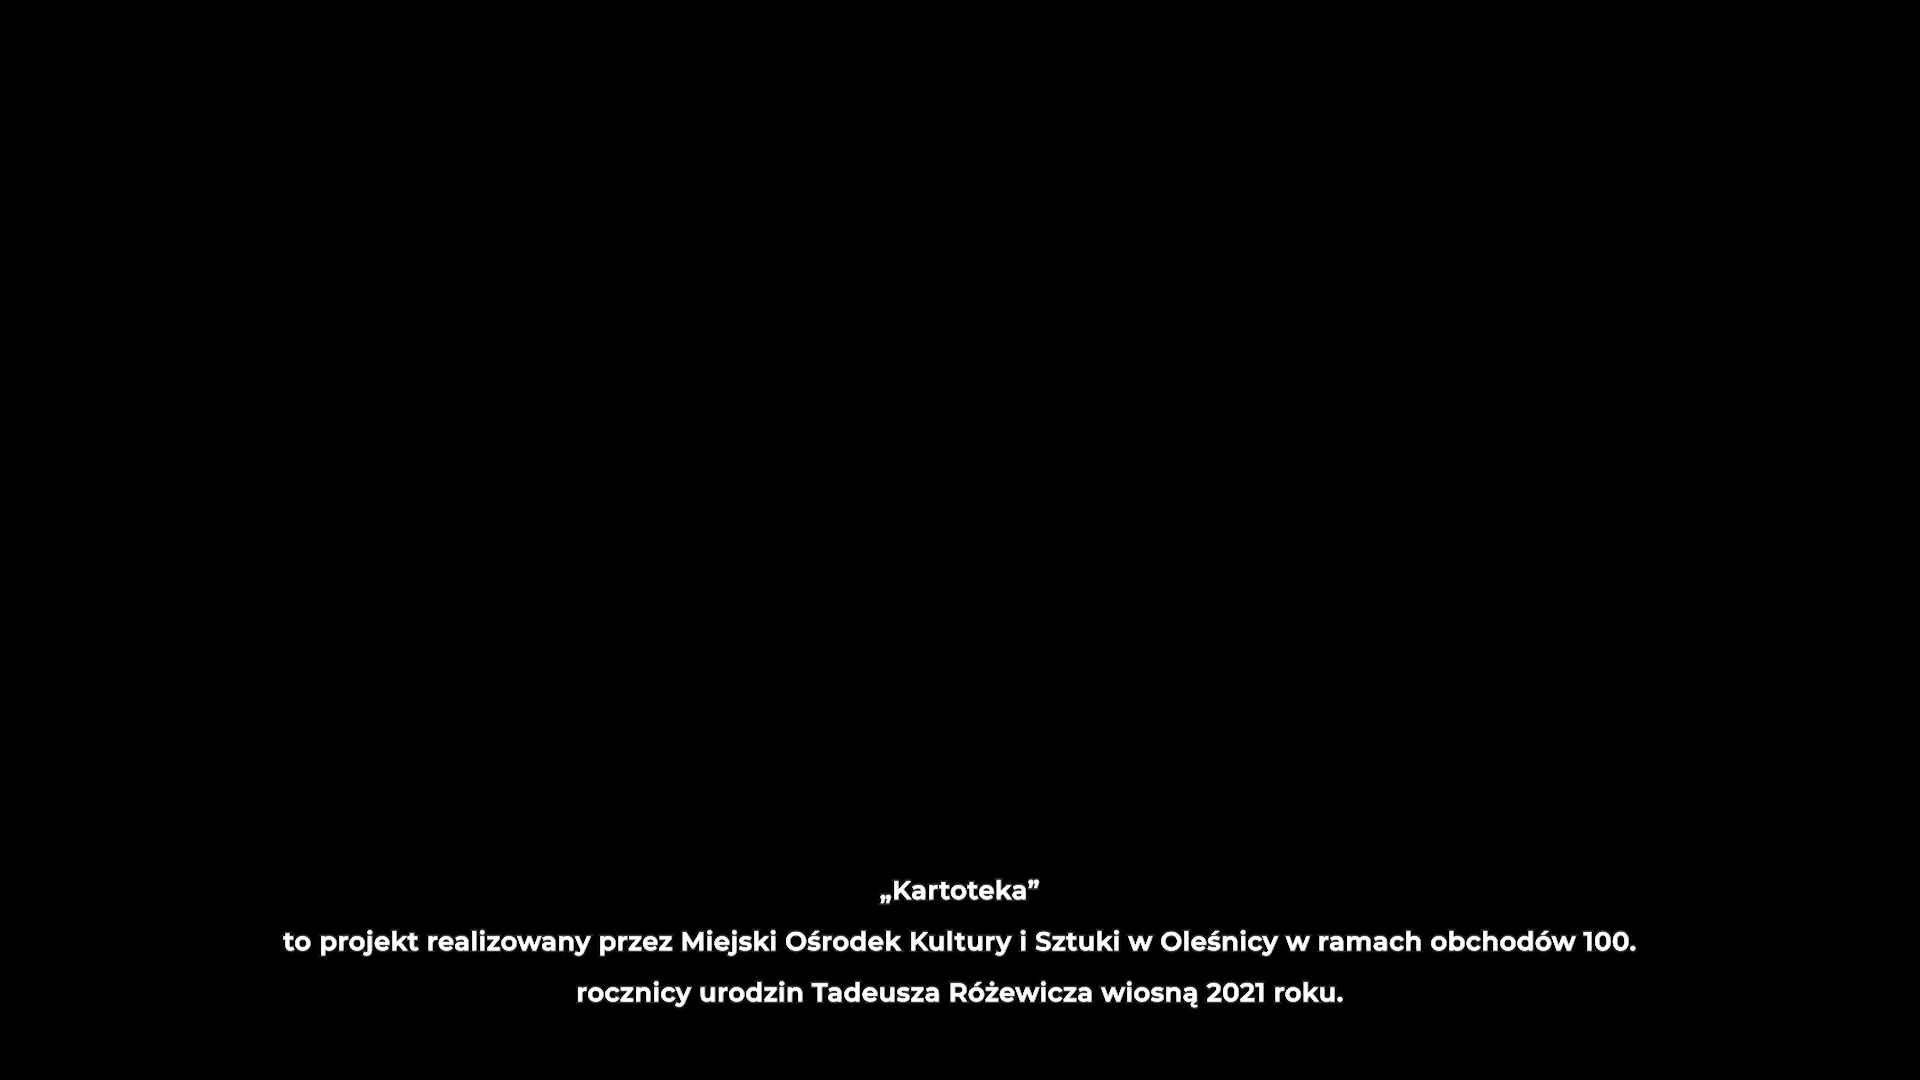 „Kartoteka”
to projekt realizowany przez Miejski Ośrodek Kultury i Sztuki w Oleśnicy w ramach obchodów 100.
rocznicy urodzin Tadeusza Różewicza wiosną 2021 roku.